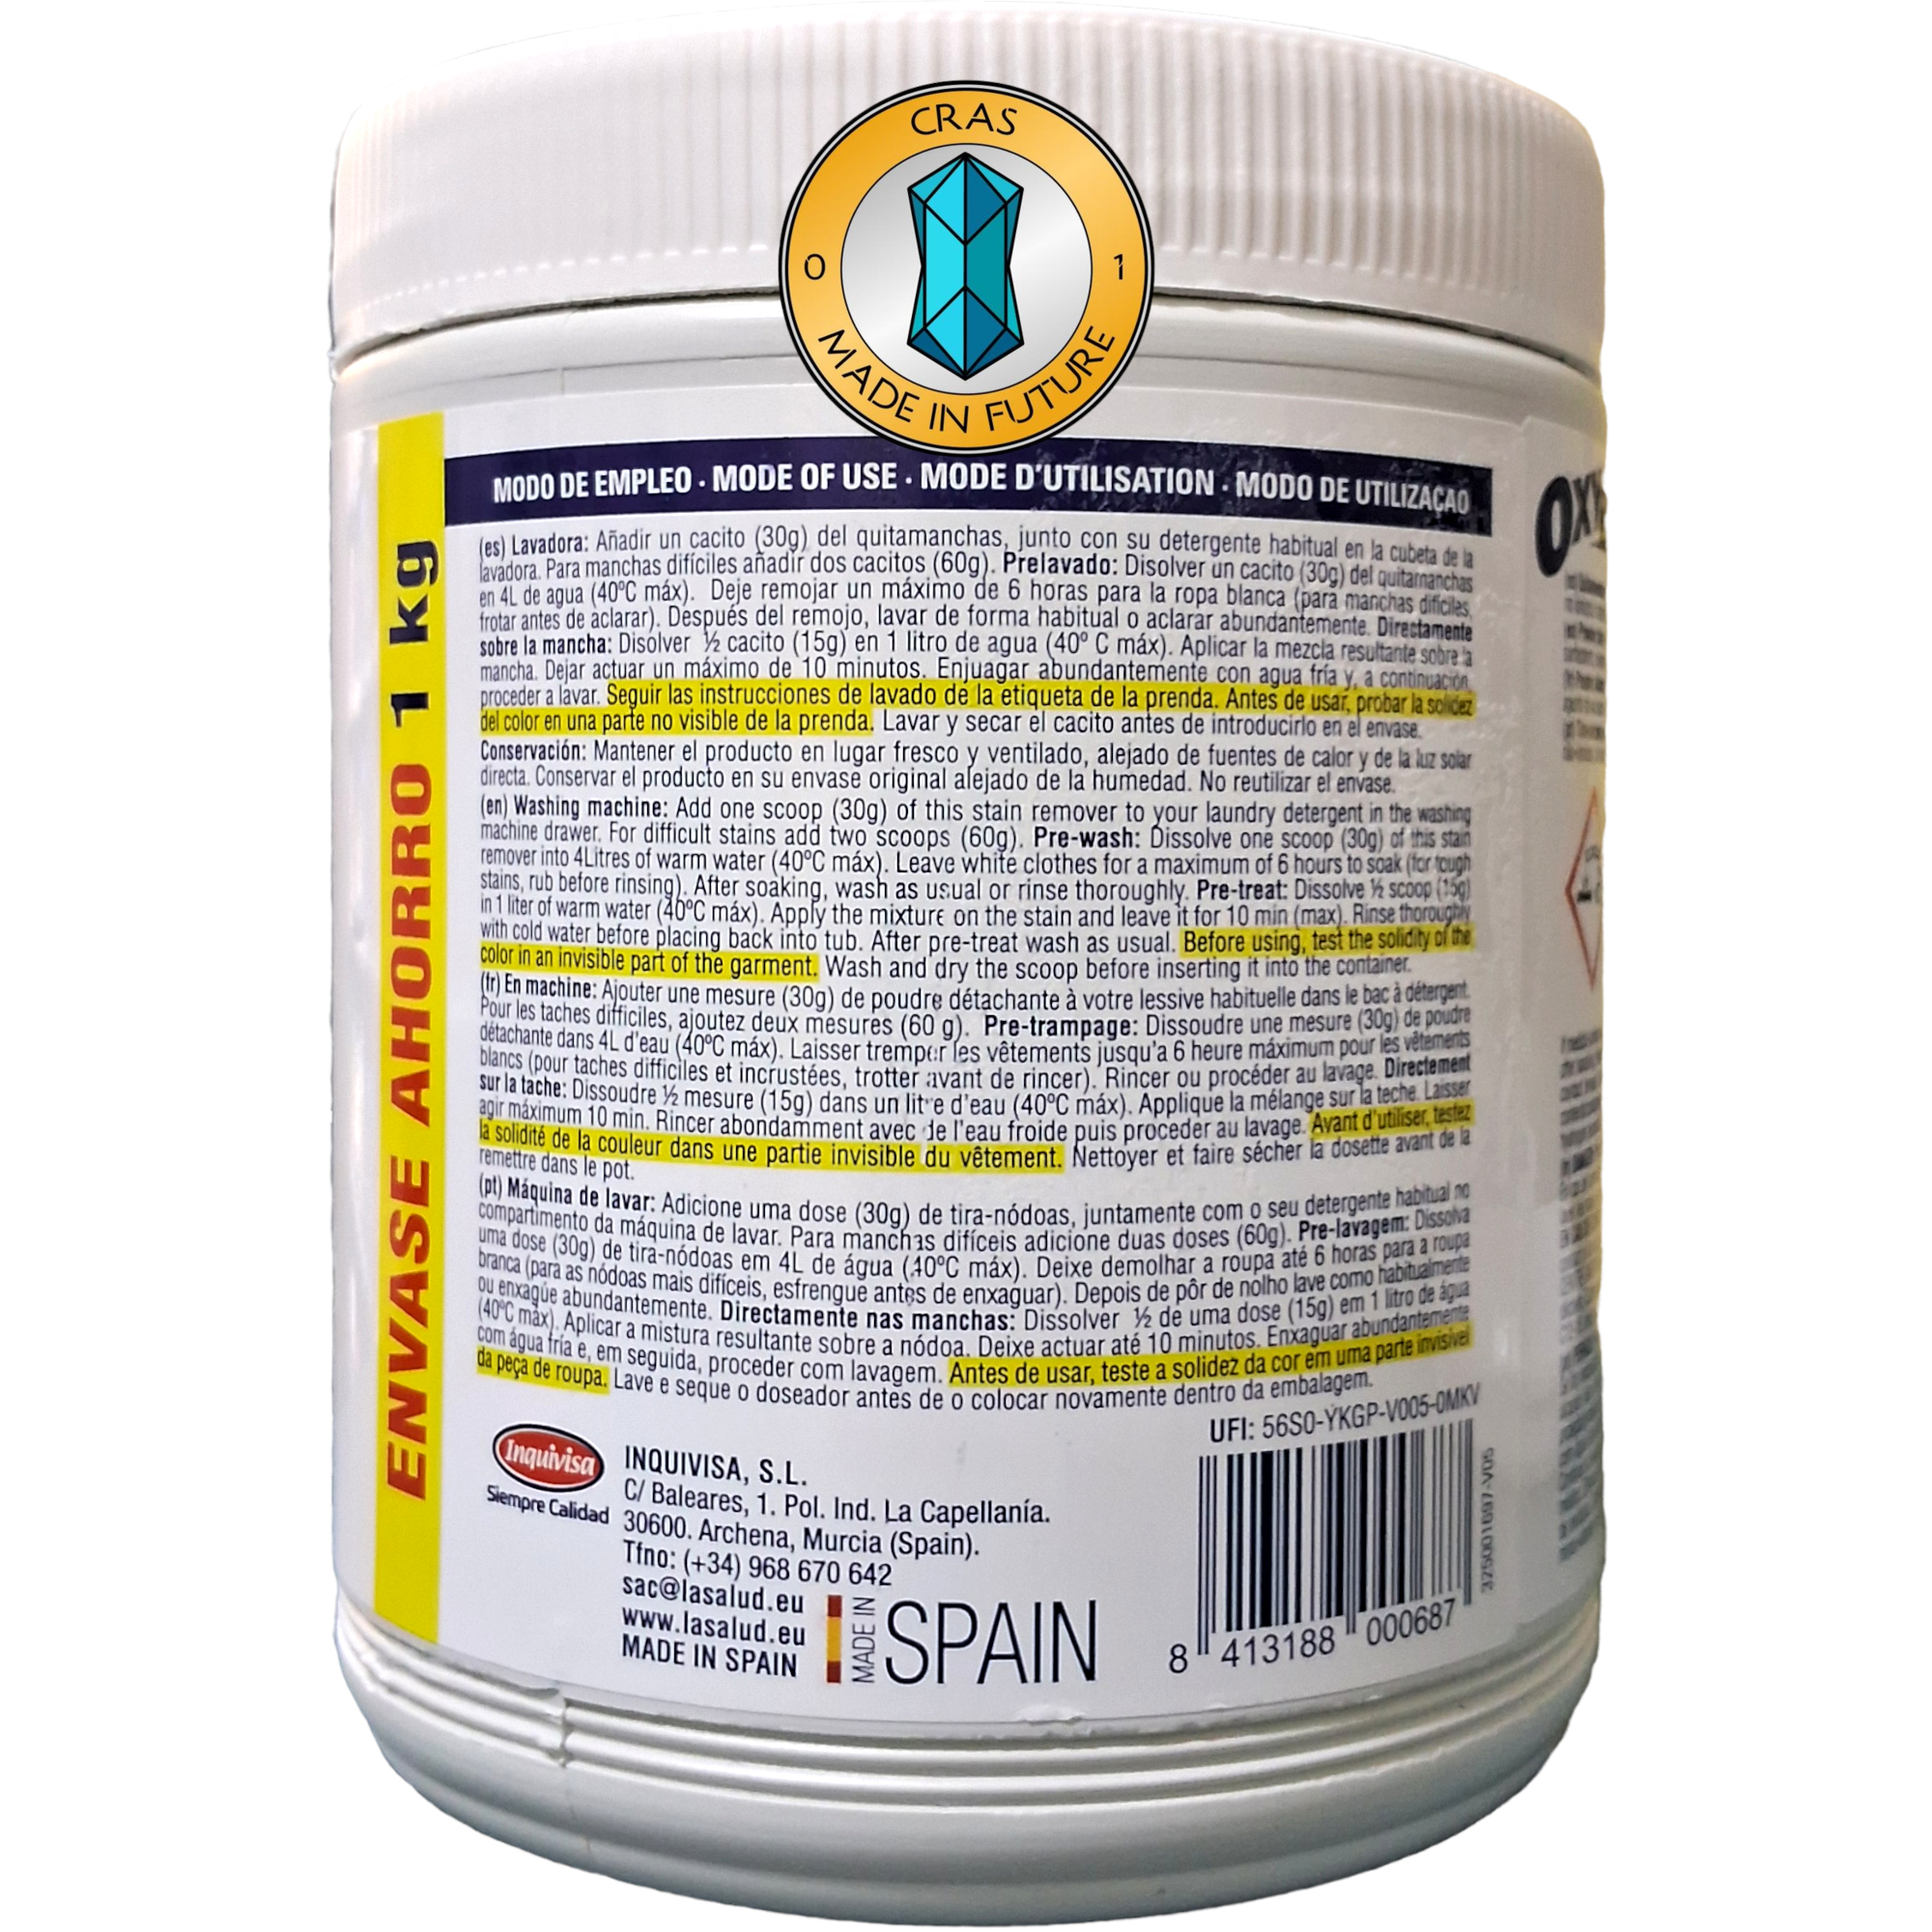 CRAS
0 1
MADE IN FUTURE
ENVASE AHORRO 1 kg
MODO DE EMPLEO · MODE OF USE · MODE D'UTILISATION · MODO DE UTILIZAÇAO
(es) Lavadora: Añadir un cacito (30g) del quitamanchas, junto con su detergente habitual en la cubeta de la
lavadora. Para manchas difíciles añadir dos cacitos (60g). Prelavado: Disolver un cacito (30g) del quitamanchas
en 4L de agua (40ºC máx). Deje remojar un máximo de 6 horas para la ropa blanca (para manchas difíciles,
frotar antes de aclarar). Después del remojo, lavar de forma habitual o aclarar abundantemente. Directamente
sobre la mancha: Disolver ½ cacito (15g) en 1 litro de agua (40º C máx). Aplicar la mezcla resultante sobre la
mancha. Dejar actuar un máximo de 10 minutos. Enjuagar abundantemente con agua fría y, a continuación,
proceder a lavar. Seguir las instrucciones de lavado de la etiqueta de la prenda. Antes de usar, probar la solidez
del color en una parte no visible de la prenda. Lavar y secar el cacito antes de introducirlo en el envase.
Conservación: Mantener el producto en lugar fresco y ventilado, alejado de fuentes de calor y de la luz solar
directa. Conservar el producto en su envase original alejado de la humedad. No reutilizar el envase.
(en) Washing machine: Add one scoop (30g) of this stain remover to your laundry detergent in the washing
machine drawer. For difficult stains add two scoops (60g). Pre-wash: Dissolve one scoop (30g) of this stain
remover into 4Litres of warm water (40ºC máx). Leave white clothes for a maximum of 6 hours to soak (for tough
stains, rub before rinsing). After soaking, wash as usual or rinse thoroughly. Pre-treat: Dissolve ½ scoop (15g)
in 1 liter of warm water (40ºC máx). Apply the mixture on the stain and leave it for 10 min (max). Rinse thoroughly
with cold water before placing back into tub. After pre-treat wash as usual. Before using, test the solidity of the
color in an invisible part of the garment. Wash and dry the scoop before inserting it into the container.
(fr) En machine: Ajouter une mesure (30g) de poudre détachante à votre lessive habituelle dans le bac à détergent.
Pour les taches difficiles, ajoutez deux mesures (60 g). Pre-trampage: Dissoudre une mesure (30g) de poudre
détachante dans 4L d'eau (40ºC máx). Laisser tremper les vêtements jusqu'a 6 heure máximum pour les vêtements
blancs (pour taches difficiles et incrustées, trotter avant de rincer). Rincer ou procéder au lavage. Directement
sur la tache: Dissoudre ½ mesure (15g) dans un litre d'eau (40ºC máx). Applique la mélange sur la teche. Laisser
agir máximum 10 min. Rincer abondamment avec de l'eau froide puis proceder au lavage. Avant d'utiliser, testez
la solidité de la couleur dans une partie invisible du vêtement. Nettoyer et faire sécher la dosette avant de la
remettre dans le pot.
(pt) Máquina de lavar: Adicione uma dose (30g) de tira-nódoas, juntamente com o seu detergente habitual no
compartimento da máquina de lavar. Para manchas difíceis adicione duas doses (60g). Pre-lavagem: Dissolva
uma dose (30g) de tira-nódoas em 4L de água (40ºC máx). Deixe demolhar a roupa até 6 horas para a roupa
branca (para as nódoas mais difíceis, esfrengue antes de enxaguar). Depois de pôr de nolho lave como habitualmente
ou enxagúe abundantemente. Directamente nas manchas: Dissolver ½ de uma dose (15g) em 1 litro de água
(40ºC máx). Aplicar a mistura resultante sobre a nódoa. Deixe actuar até 10 minutos. Enxaguar abundantemente
com água fría e, em seguida, proceder com lavagem. Antes de usar, teste a solidez da cor em uma parte invisivel
da peça de roupa. Lave e seque o doseador antes de o colocar novamente dentro da embalagem.
UFI: 56S0-YKGP-V005-0MKV
Inquivisa
Siempre Calidad
INQUIVISA, S.L.
C/ Baleares, 1. Pol. Ind. La Capellanía.
30600. Archena, Murcia (Spain).
Tfno: (+34) 968 670 642
sac@lasalud.eu
www.lasalud.eu
MADE IN SPAIN
MADE IN SPAIN
8 413188 000687
325001697-V05